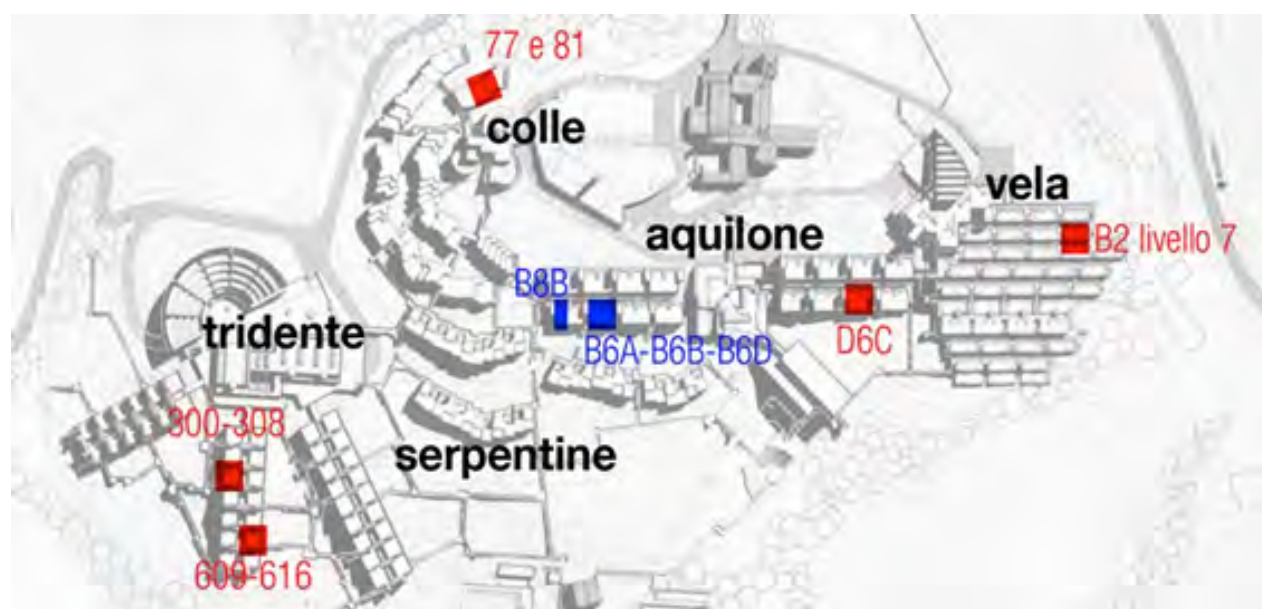 77 e 81
colle
vela
aquilone
B2 livello 7
B8B
tridente
B6A-B6B-B6D
D6C
300-308
serpentine
609-616